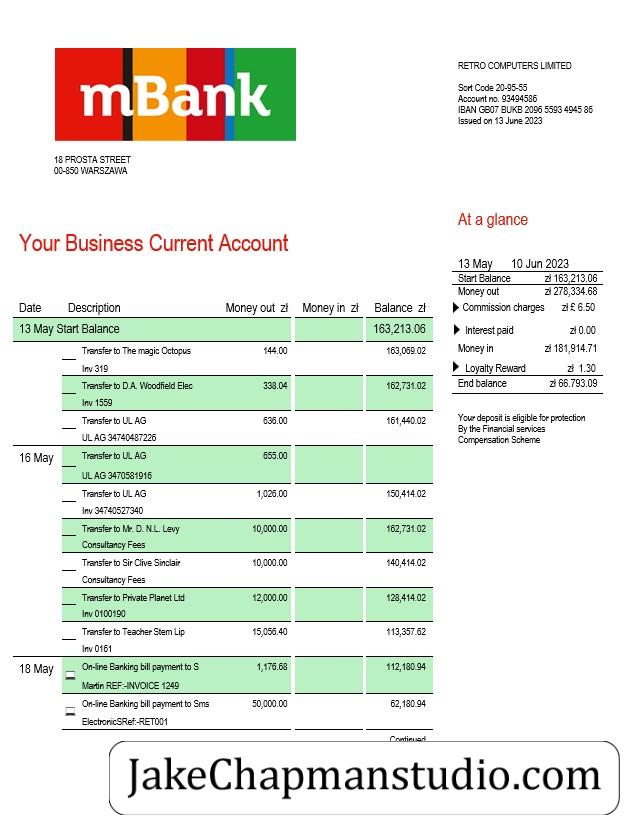 mBank
18 PROSTA STREET
00-850 WARSZAWA
RETRO COMPUTERS LIMITED
Sort Code 20-95-55
Account no. 93494586
IBAN GB07 BUKB 2096 5593 4945 86
Issued on 13 June 2023
Your Business Current Account
At a glance
13 May 10 Jun 2023
Start Balance zł 163,213.06
Money out zł 278,334.68
Commission charges zł £ 6.50
Interest paid zł 0.00
Money in zł 181,914.71
Loyalty Reward zł 1.30
End balance zł 66.793.09
Your deposit is eligible for protection
By the Financial services
Compensation Scheme
Date Description Money out zł Money in zł Balance zł
13 May Start Balance 163,213.06
Transfer to The magic Octopus 144.00 163,069.02
Inv 319
Transfer to D.A. Woodfield Elec 338.04 162,731.02
Inv 1559
Transfer to UL AG 636.00 161,440.02
UL AG 34740487226
16 May Transfer to UL AG 655.00
UL AG 3470581916
Transfer to UL AG 1,026.00 150,414.02
Inv 34740527340
Transfer to Mr. D. N.L. Levy 10,000.00 162,731.02
Consultancy Fees
Transfer to Sir Clive Sinclair 10,000.00 140,414.02
Consultancy Fees
Transfer to Private Planet Ltd 12,000.00 128,414.02
Inv 0100190
Transfer to Teacher Stem Lip 15,056.40 113,357.62
Inv 0161
18 May On-line Banking bill payment to S 1,176.68 112,180.94
Martin REF:-INVOICE 1249
On-line Banking bill payment to Sms 50,000.00 62,180.94
ElectronicSRef:-RET001
Continued
JakeChapmanstudio.com